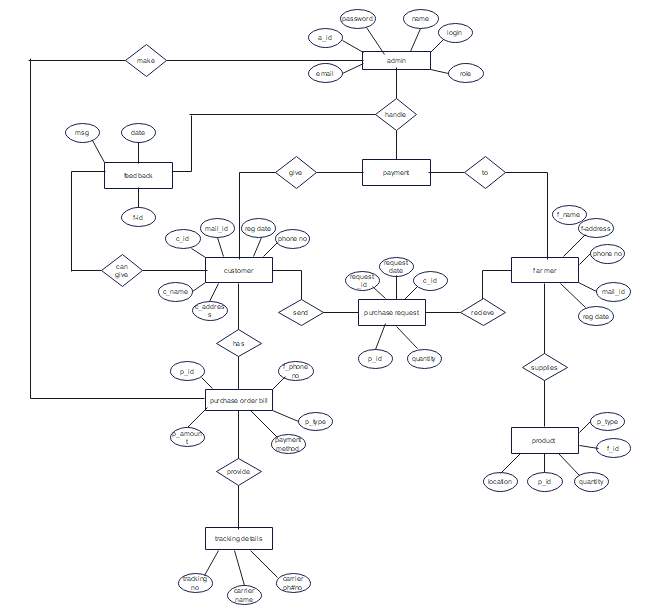 password
name
a_id
login
make
admin
email
role
handle
msg
date
feedback
give
payment
to
f-id
f_name
f-address
mail_id
reg date
c_id
phone no
phone no
can
give
customer
request
date
request
id
c_id
farmer
c_name
c_addres
s
mail_id
send
purchase request
recieve
reg date
has
p_id
quantity
p_id
f_phone
no
supplies
purchase order bill
p_type
p_type
p_amoun
t
payment
method
product
f_id
provide
location
p_id
quantity
tracking details
tracking
no
carrier
name
carrier
ph#no